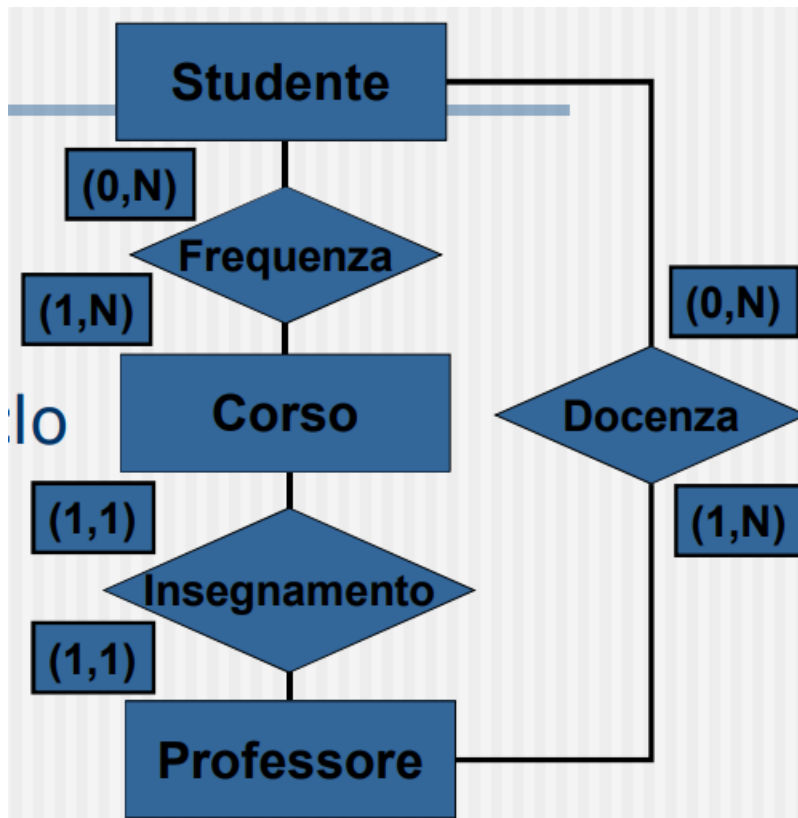 Studente
(0,N)
Frequenza
(1,N)
(0,N)
Corso
Docenza
(1,1)
(1,N)
Insegnamento
(1,1)
Professore